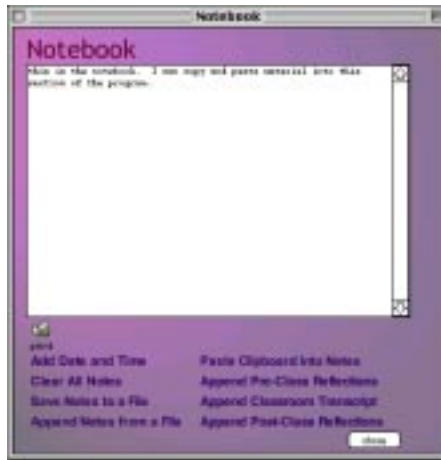 Notebook
Notebook
this is the notebook. I can copy and paste material into this
section of the program.
print
Add Date and Time
Clear All Notes
Save Notes to a File
Append Notes from a File
Paste Clipboard into Notes
Append Pre-Class Reflections
Append Classroom Transcript
Append Post-Class Reflections
close